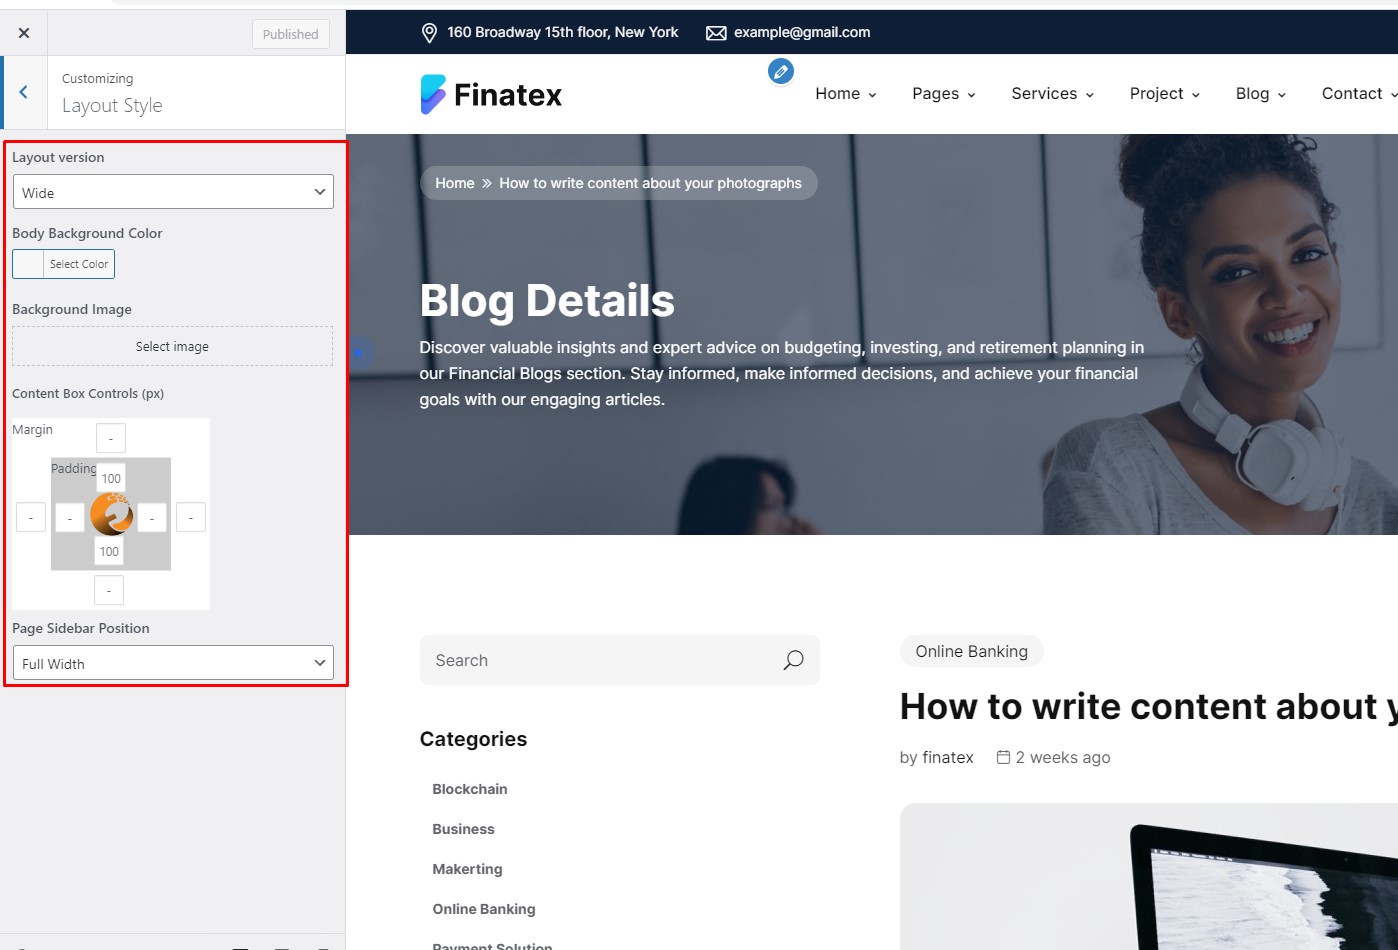 Published
Customizing
Layout Style
Layout version
Wide
Body Background Color
Select Color
Background Image
Select image
Content Box Controls (px)
Margin
-
Padding
100
- - - -
100
-
Page Sidebar Position
Full Width
160 Broadway 15th floor, New York example@gmail.com
Finatex
Home Pages Services Project Blog Contact
Home » How to write content about your photographs
Blog Details
Discover valuable insights and expert advice on budgeting, investing, and retirement planning in
our Financial Blogs section. Stay informed, make informed decisions, and achieve your financial
goals with our engaging articles.
Search
Categories
Blockchain
Business
Makerting
Online Banking
Payment Solution
Online Banking
How to write content about y
by finatex 2 weeks ago